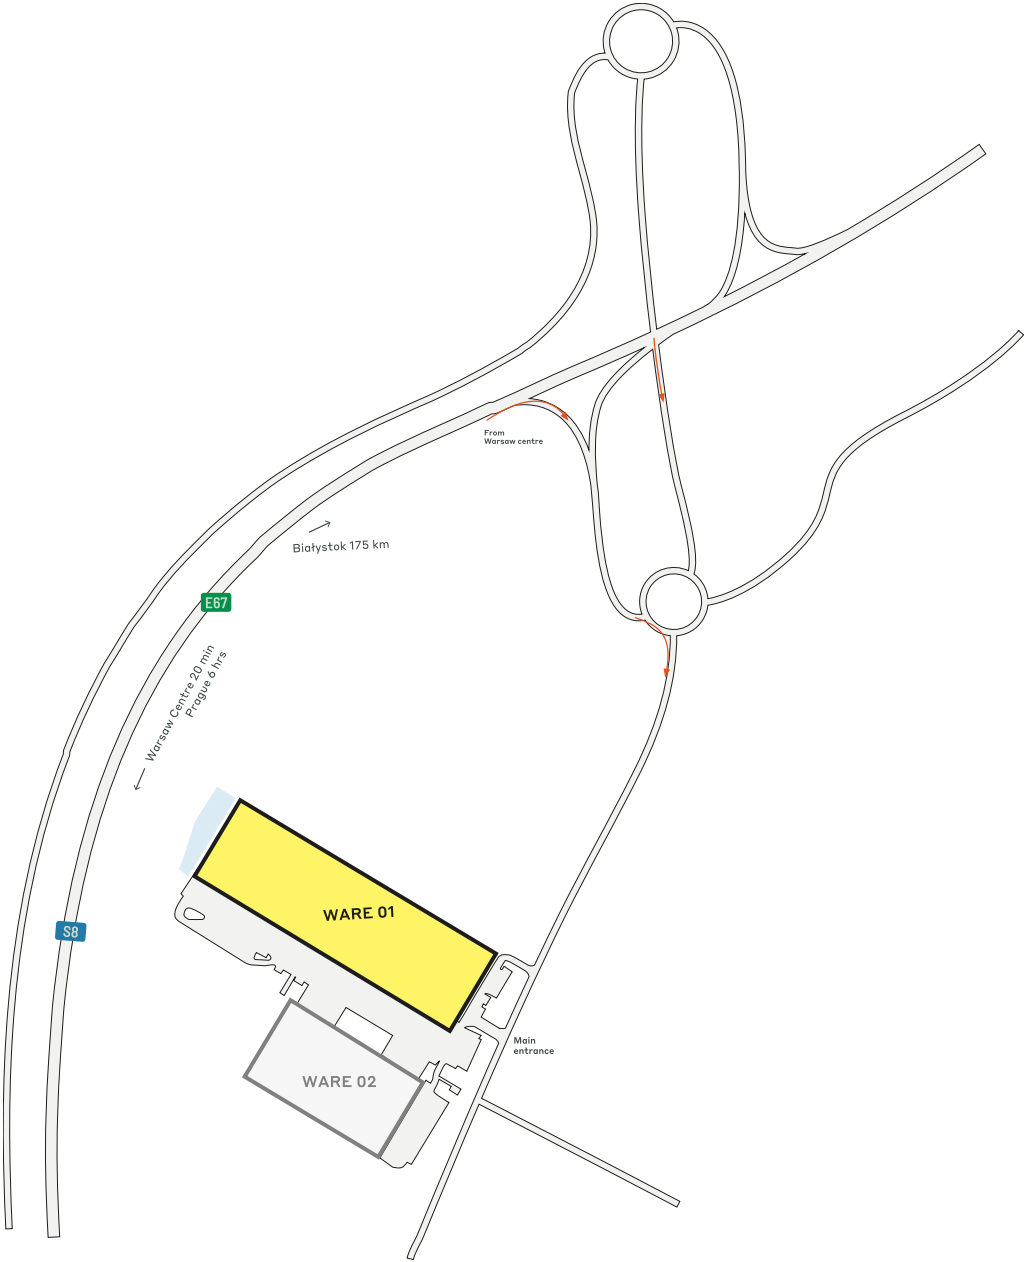 From
Warsaw centre
Białystok 175 km
E67
Warsaw Centre 20 min
Prague 6 hrs
WARE 01
S8
Main
entrance
WARE 02